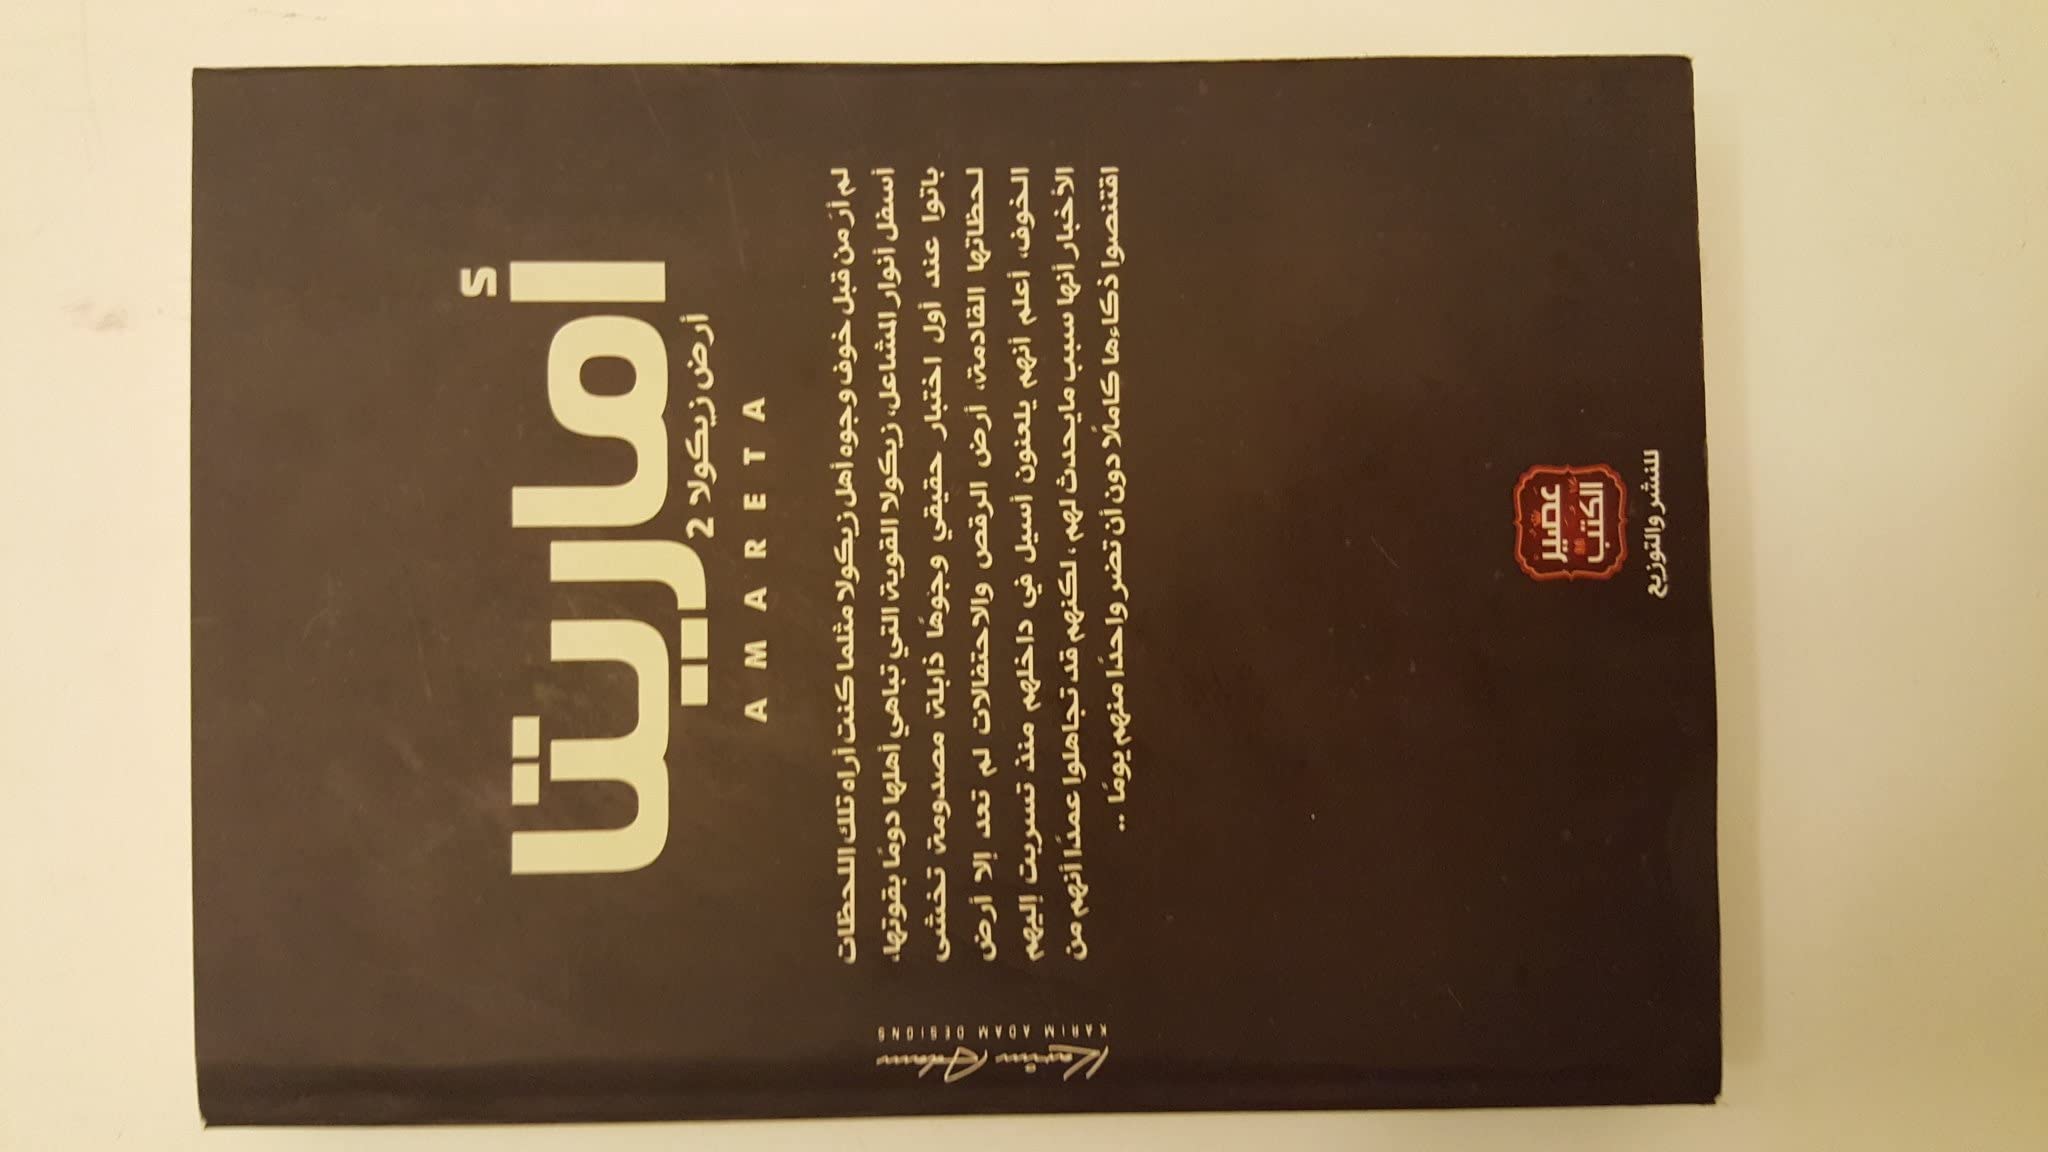 أماريتا
أرض زيكولا 2
AMARETA
لم أرَ من قبل خوف وجوه أهل زيكولا مثلما كنت أراه تلك اللحظات
أسفل أنوار المشاعل، زيكولا القوية التي تباهي أهلها دومًا بقوتها،
باتوا عند أول اختبار حقيقي وجوهًا ذابلة مصدومة تخشى
لحظاتها القادمة، أرض الرقص والاحتفالات لم تعد إلا أرض
الخوف، أعلم أنهم يلعنون أسيل في داخلهم منذ تسربت إليهم
الأخبار أنها سبب مايحدث لهم، لكنهم قد تجاهلوا عمدًا أنهم من
اقتنصوا ذكاءها كاملًا دون أن تضر واحدًا منهم يومًا ..
KARIM ADAM DESIGNS
عصير
الكتب
للنشر والتوزيع